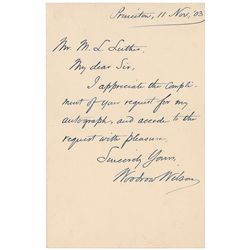 Princeton, 11 Nov., '03
Mr. M. L. Luther.
My dear Sir,
I appreciate the compli-
ment of your request for my
autograph, and accede to the
request with pleasure.
Sincerely Yours,
Woodrow Wilson